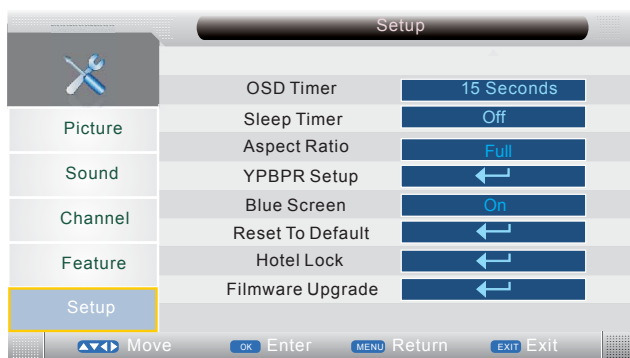 Setup
OSD Timer 15 Seconds
Sleep Timer Off
Aspect Ratio Full
YPBPR Setup
Blue Screen On
Reset To Default
Hotel Lock
Filmware Upgrade
Picture
Sound
Channel
Feature
Setup
Move OK Enter MENU Return EXIT Exit